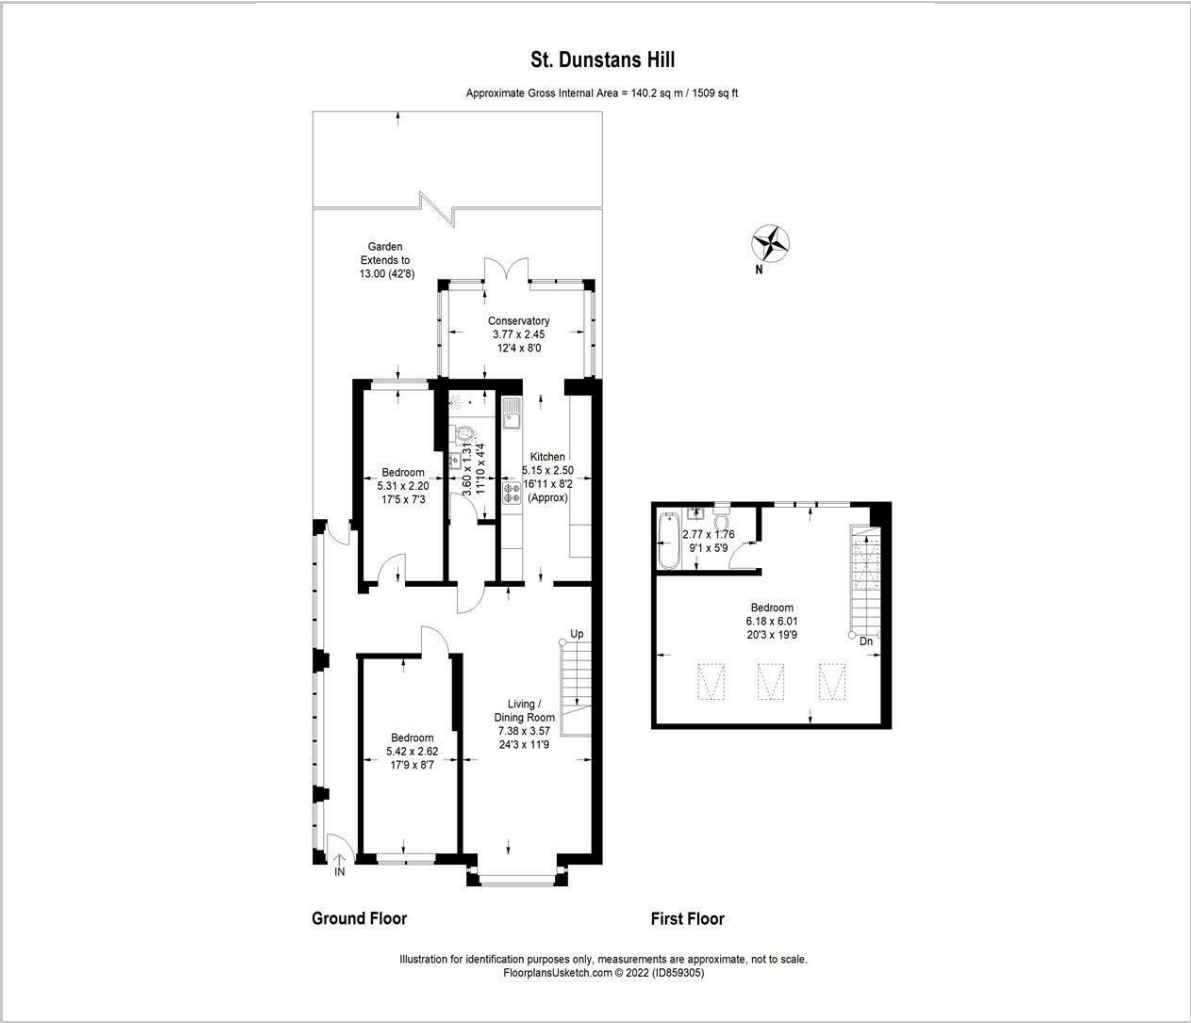 St. Dunstans Hill
Approximate Gross Internal Area = 140.2 sq m / 1509 sq ft
Garden
Extends to
13.00 (42'8)
N
Conservatory
3.77 x 2.45
12'4 x 8'0
Bedroom
5.31 x 2.20
17'5 x 7'3
3.60 x 1.31
11'10 x 4'4
Kitchen
5.15 x 2.50
16'11 x 8'2
(Approx)
2.77 x 1.76
9'1 x 5'9
Bedroom
6.18 x 6.01
20'3 x 19'9
Dn
Up
Living /
Dining Room
7.38 x 3.57
24'3 x 11'9
Bedroom
5.42 x 2.62
17'9 x 8'7
IN
Ground Floor
First Floor
Illustration for identification purposes only, measurements are approximate, not to scale.
FloorplansUsketch.com © 2022 (ID859305)